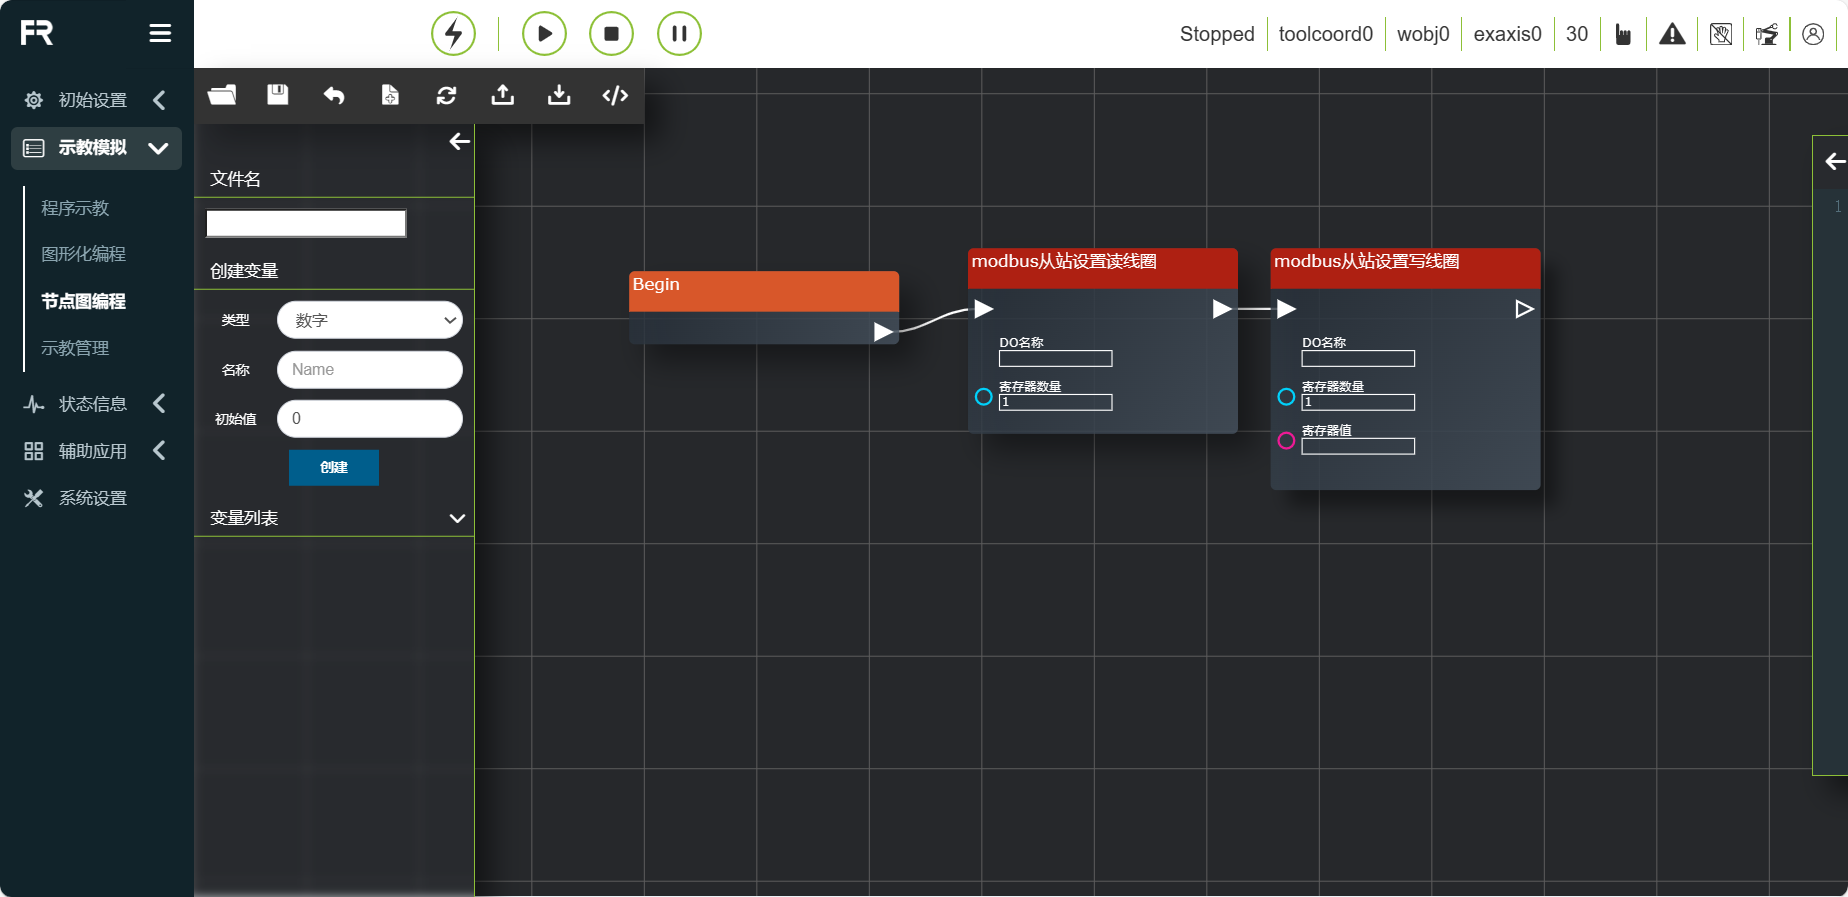 FR
Stopped
toolcoord0
wobj0
exaxis0
30
初始设置
示教模拟
程序示教
图形化编程
节点图编程
示教管理
状态信息
辅助应用
系统设置
文件名
创建变量
类型
数字
名称
Name
初始值
0
创建
变量列表
Begin
modbus从站设置读线圈
DO名称
寄存器数量
1
modbus从站设置写线圈
DO名称
寄存器数量
1
寄存器值
1